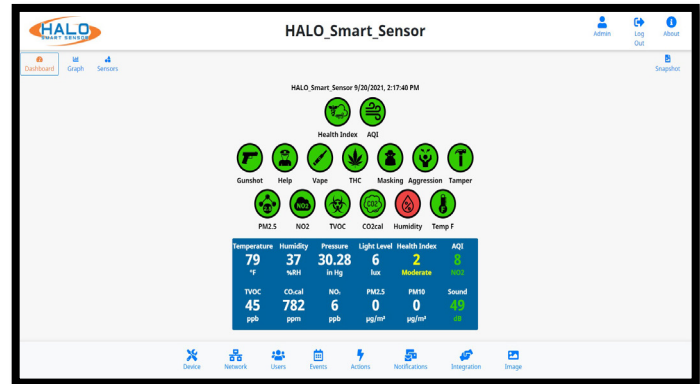 HALO
SMART SENSOR
HALO_Smart_Sensor
Admin
Log Out
About
Dashboard Graph Sensors
Snapshot
HALO_Smart_Sensor 9/20/2021, 2:17:40 PM
Health Index AQI
Gunshot Help Vape THC Masking Aggression Tamper
NO2 CO2 F
PM2.5 NO2 TVOC CO2cal Humidity Temp F
Temperature Humidity Pressure Light Level Health Index AQI
79 37 30.28 6 2 8
°F %RH in Hg lux Moderate NO2
TVOC CO₂cal NO₂ PM2.5 PM10 Sound
45 782 6 0 0 49
ppb ppm ppb µg/m³ µg/m³ dB
Device Network Users Events Actions Notifications Integration Image